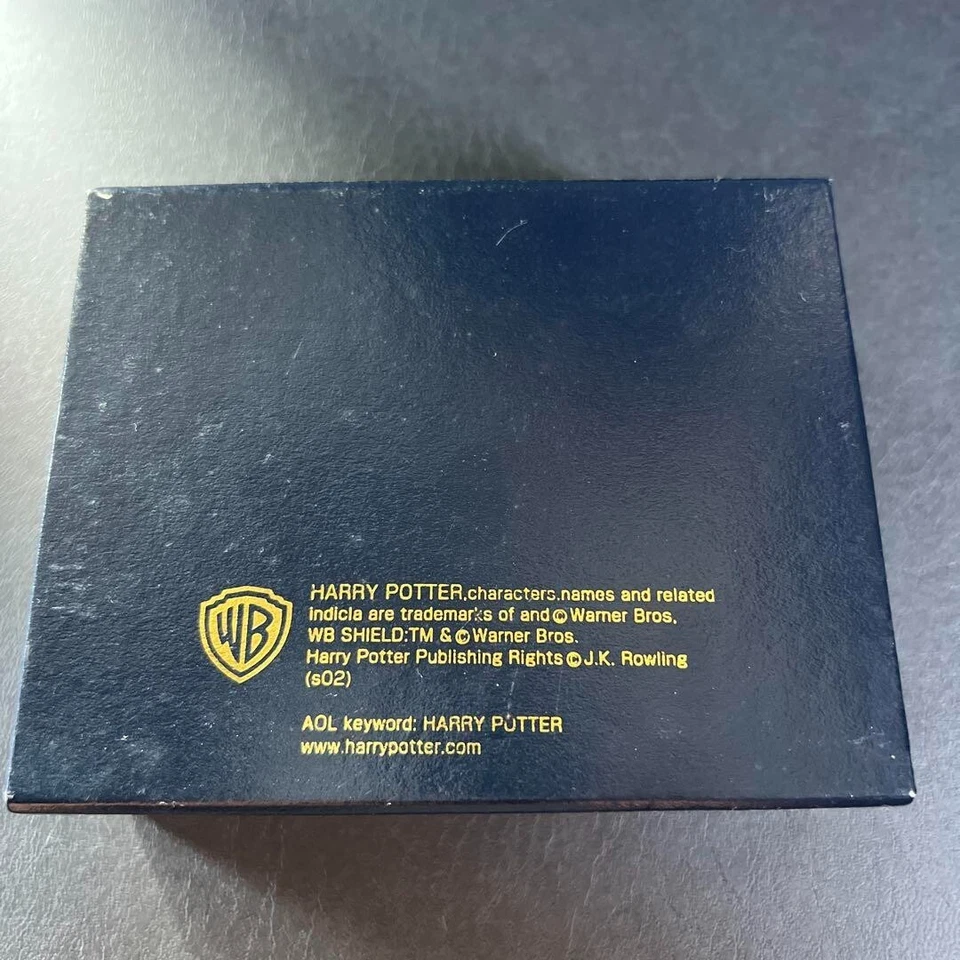 WB
HARRY POTTER,characters,names and related
indicia are trademarks of and©Warner Bros.
WB SHIELD:TM &©Warner Bros.
Harry Potter Publishing Rights©J.K. Rowling
(s02)
AOL keyword: HARRY POTTER
www.harrypotter.com